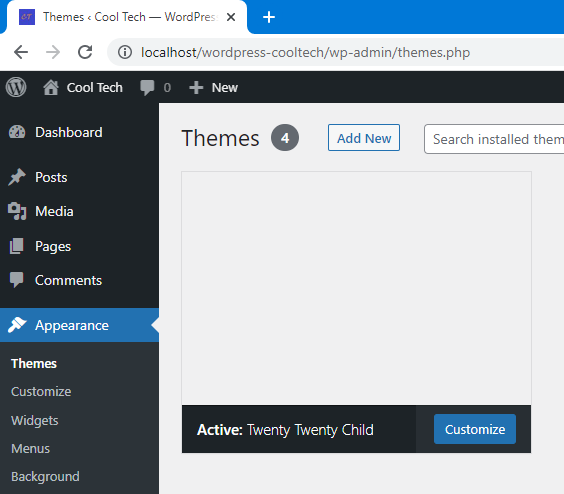 Themes ‹ Cool Tech — WordPres
localhost/wordpress-cooltech/wp-admin/themes.php
Cool Tech 0 New
Dashboard
Posts
Media
Pages
Comments
Appearance
Themes
Customize
Widgets
Menus
Background
Themes 4 Add New Search installed them
Active: Twenty Twenty Child Customize